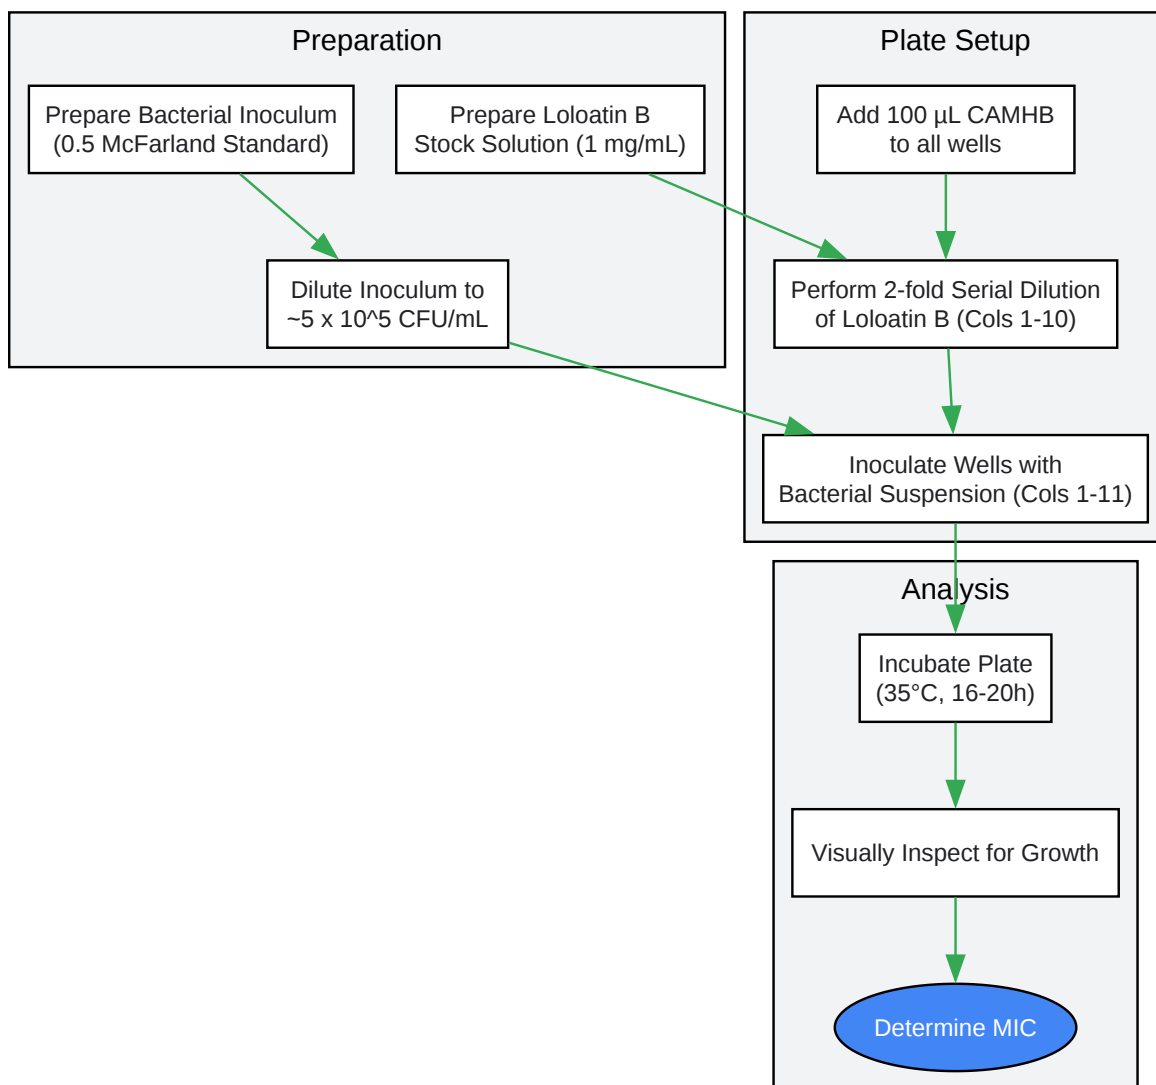 Preparation
Prepare Bacterial Inoculum
(0.5 McFarland Standard)
Prepare Loloatin B
Stock Solution (1 mg/mL)
Dilute Inoculum to
~5 x 10^5 CFU/mL
Plate Setup
Add 100 µL CAMHB
to all wells
Perform 2-fold Serial Dilution
of Loloatin B (Cols 1-10)
Inoculate Wells with
Bacterial Suspension (Cols 1-11)
Analysis
Incubate Plate
(35°C, 16-20h)
Visually Inspect for Growth
Determine MIC